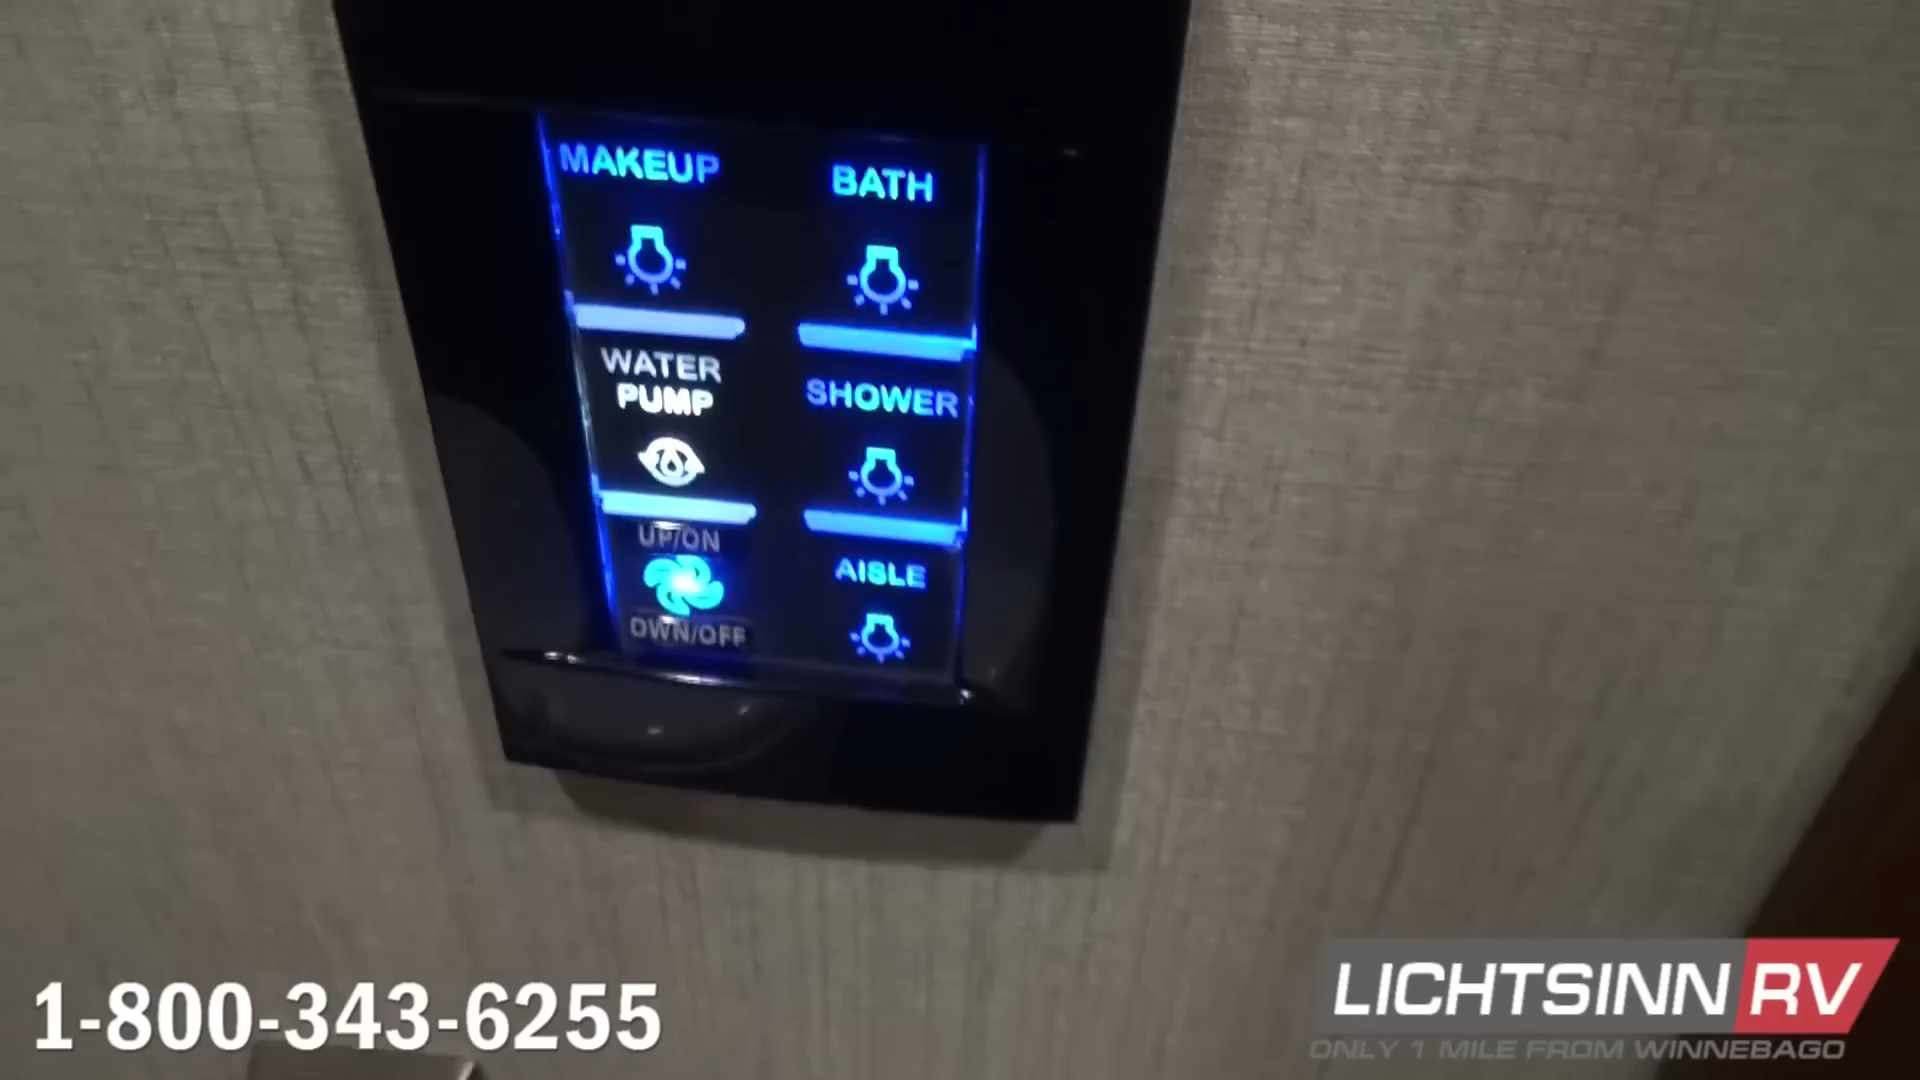 MAKEUP
BATH
WATER
PUMP
SHOWER
UP/ON
OWN/OFF
AISLE
1-800-343-6255
LICHTSINN RV
ONLY 1 MILE FROM WINNEBAGO